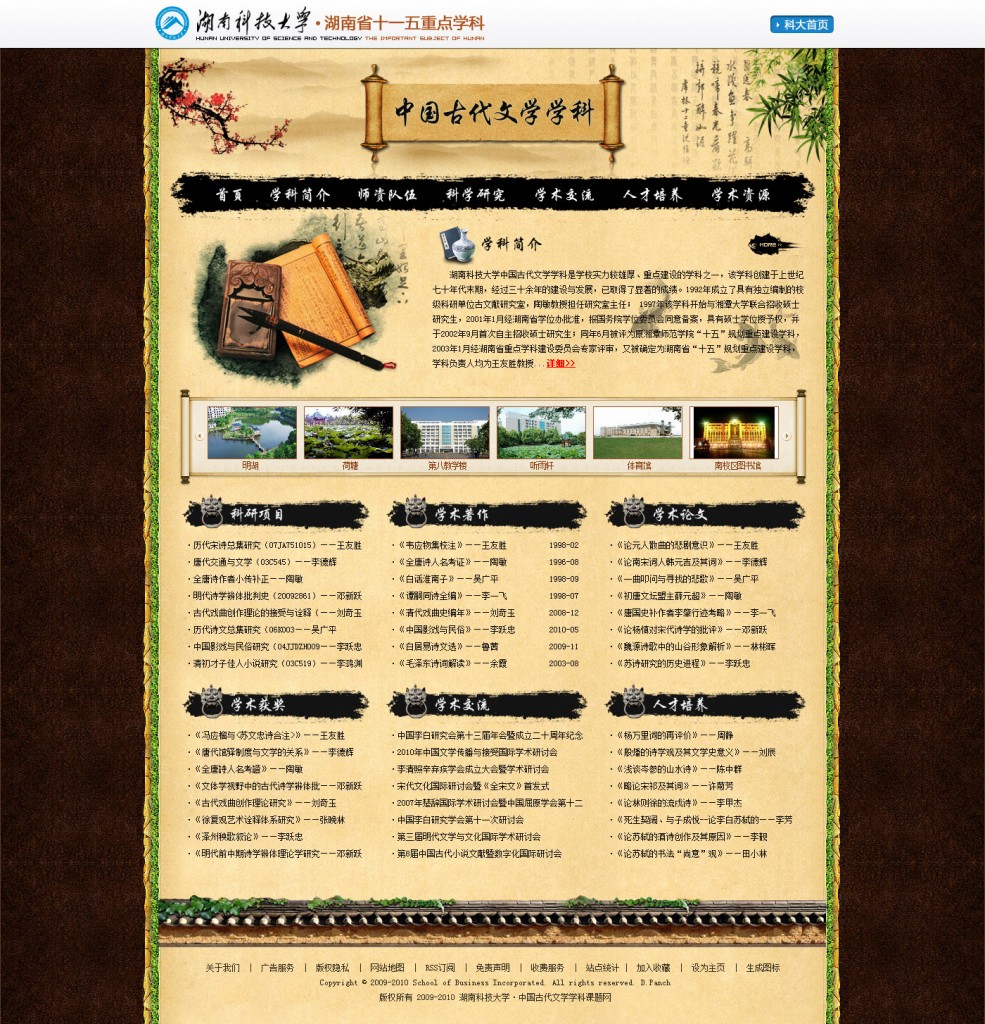 湖南科技大学·湖南省十一五重点学科
HUNAN UNIVERSITY OF SCIENCE AND TECHNOLOGY THE IMPORTANT SUBJECT OF HUNAN
科大首页
中国古代文学学科
首页 学科简介 师资队伍 科学研究 学术交流 人才培养 学术资源
学科简介
MORE
湖南科技大学中国古代文学学科是学校实力较雄厚、重点建设的学科之一，该学科创建于上世纪
七十年代末期，经过三十余年的建设与发展，已取得了显著的成绩。1992年成立了具有独立编制的校
级科研单位古文献研究室，陶敏教授担任研究室主任； 1997年该学科开始与湘潭大学联合招收硕士
研究生，2001年1月经湖南省学位办批准，报国务院学位委员会同意备案，具有硕士学位授予权，并
于2002年9月首次自主招收硕士研究生；同年6月被评为原湘潭师范学院“十五”规划重点建设学科，
2003年1月经湖南省重点学科建设委员会专家评审，又被确定为湖南省“十五”规划重点建设学科，
学科负责人均为王友胜教授...详细>>
明湖 荷塘 第八教学楼 听雨轩 体育馆 南校区图书馆
科研项目
·历代宋诗总集研究（07JA751015）——王友胜
·唐代交通与文学（03C545）——李德辉
·全唐诗作者小传补正——陶敏
·明代诗学辨体批判史（20092861）——邓新跃
·古代戏曲创作理论的接受与诠释（——刘奇玉
·历代诗文总集研究（06K003——吴广平
·中国影戏与民俗研究（04JJDZH009——李跃忠
·清初才子佳人小说研究（03C519）——李鸿渊
学术著作
·《韦应物集校注》——王友胜 1998-02
·《全唐诗人名考证》——陶敏 1996-08
·《白话淮南子》——吴广平 1998-09
·《谭嗣同诗全编》——李一飞 1998-07
·《清代戏曲史编年》——刘奇玉 2008-12
·《中国影戏与民俗》——李跃忠 2010-05
·《白居易诗文选》——鲁茜 2009-11
·《毛泽东诗词解读》——余霞 2003-08
学术论文
·《论元人散曲的悲剧意识》——王友胜
·《论南宋词人韩元吉及其词》——李德辉
·《一曲叩问与寻找的悲歌》——吴广平
·《初唐文坛盟主薛元超》——陶敏
·《唐国史补作者李肇行迹考略》——李一飞
·《论杨慎对宋代诗学的批评》——邓新跃
·《魏源诗歌中的山谷形象解析》——林彬晖
·《苏诗研究的历史进程》——李跃忠
学术获奖
·《冯应榴与<苏文忠诗合注>》——王友胜
·《唐代馆驿制度与文学的关系》——李德辉
·《全唐诗人名考證》——陶敏
·《文体学视野中的古代诗学辨体批——邓新跃
·《古代戏曲创作理论研究》——刘奇玉
·《徐复观艺术诠释体系研究》——张晚林
·《泽州秧歌叙论》——李跃忠
·《明代前中期诗学辨体理论学研究——邓新跃
学术交流
·中国李白研究会第十三届年会暨成立二十周年纪念
·2010年中国文学传播与接受国际学术研讨会
·李清照辛弃疾学会成立大会暨学术研讨会
·宋代文化国际研讨会暨《全宋文》首发式
·2007年楚辞国际学术研讨会暨中国屈原学会第十二
·中国李白研究学会第十一次研讨会
·第三届明代文学与文化国际学术研讨会
·第8届中国古代小说文献暨数字化国际研讨会
人才培养
·《杨万里词的再评价》——周静
·《殷璠的诗学观及其文学史意义》——刘辰
·《浅谈岑参的山水诗》——陈中群
·《略论宋祁及其词》——许菊芳
·《论林则徐的造戍诗》——李甲杰
·《死生契阔、与子成悦—论李白苏轼的——李芳
·《论苏轼的酒诗创作及其原因》——李靓
·《论苏轼的书法“尚意”观》——田小林
关于我们 | 广告服务 | 版权隐私 | 网站地图 | RSS订阅 | 免责声明 | 收费服务 | 站点统计 | 加入收藏 | 设为主页 | 生成图标
Copyright © 2009-2010 School of Business Incorporated. All rights reserved. D.Panch
版权所有 2009-2010 湖南科技大学·中国古代文学学科课题网